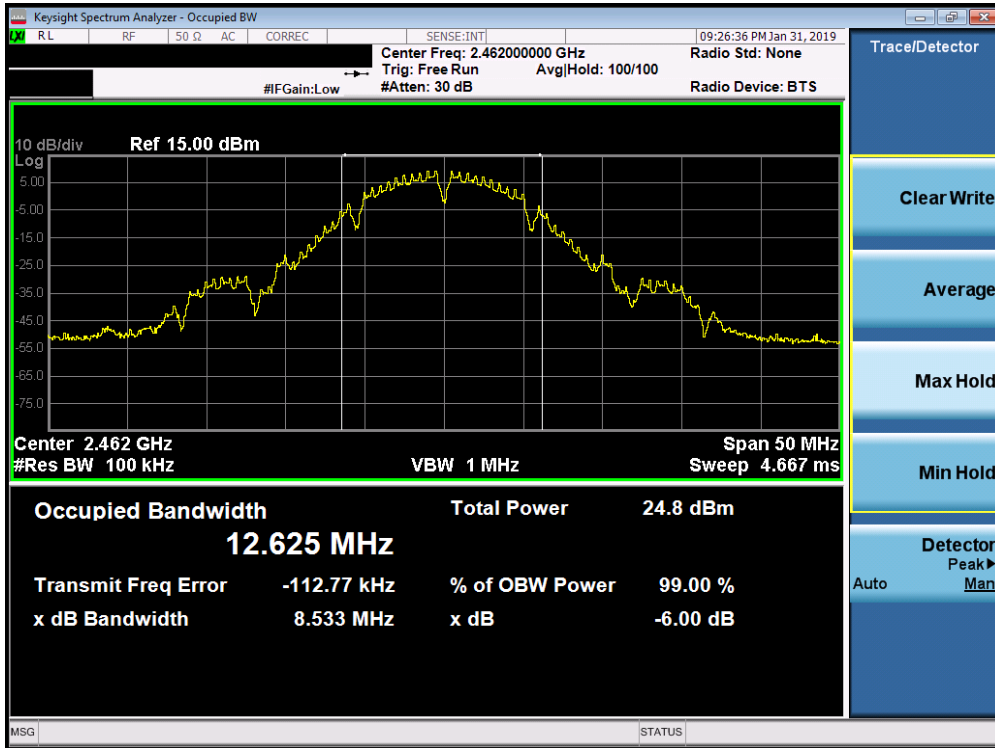 Keysight Spectrum Analyzer - Occupied BW
LXI RL RF 50 Ω AC CORREC SENSE:INT 09:26:36 PM Jan 31, 2019
Center Freq: 2.462000000 GHz Radio Std: None
Trig: Free Run Avg|Hold: 100/100
#IFGain:Low #Atten: 30 dB Radio Device: BTS
10 dB/div Ref 15.00 dBm
Log
5.00
-5.00
-15.0
-25.0
-35.0
-45.0
-55.0
-65.0
-75.0
Center 2.462 GHz Span 50 MHz
#Res BW 100 kHz VBW 1 MHz Sweep 4.667 ms
Occupied Bandwidth Total Power 24.8 dBm
12.625 MHz
Transmit Freq Error -112.77 kHz % of OBW Power 99.00 %
x dB Bandwidth 8.533 MHz x dB -6.00 dB
MSG STATUS
Trace/Detector
Clear Write
Average
Max Hold
Min Hold
Detector
Peak▶
Auto Man